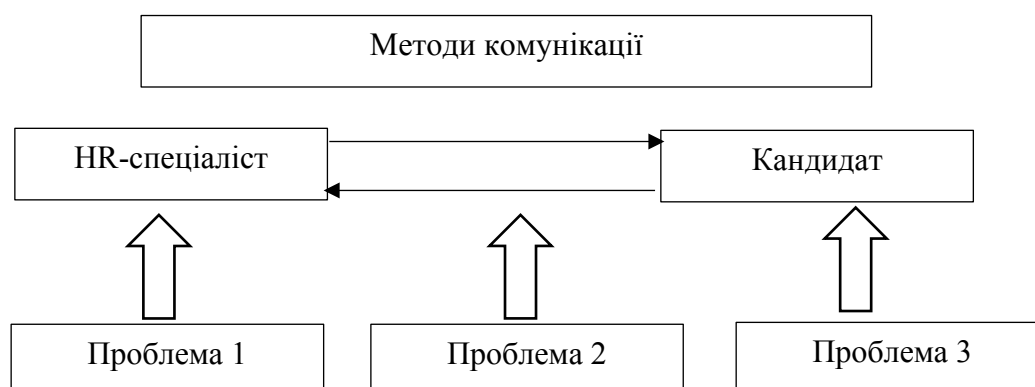 Методи комунікації
HR-спеціаліст
Кандидат
Проблема 1
Проблема 2
Проблема 3